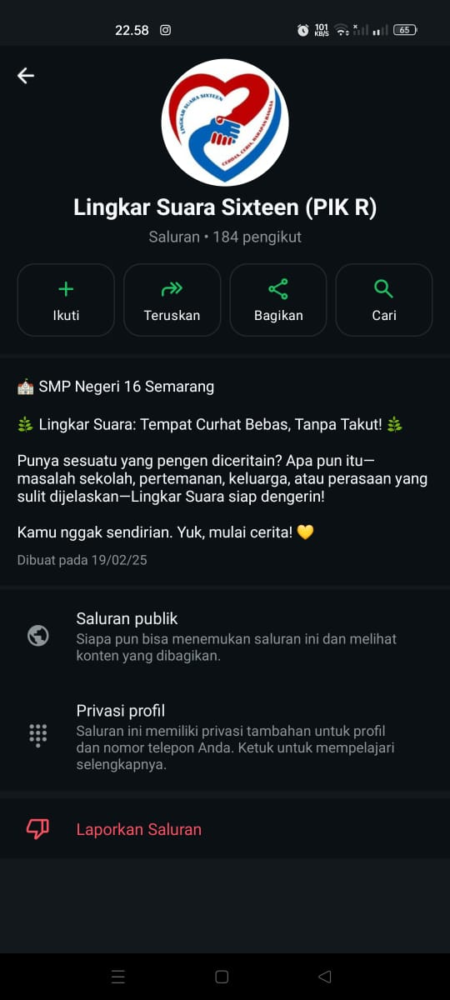 22.58
101
KB/S
65
LINGKAR SUARA SIXTEEN
CERDAS, CERIA, HARAPAN BANGSA
Lingkar Suara Sixteen (PIK R)
Saluran • 184 pengikut
Ikuti
Teruskan
Bagikan
Cari
🏫 SMP Negeri 16 Semarang
🌿 Lingkar Suara: Tempat Curhat Bebas, Tanpa Takut! 🌿
Punya sesuatu yang pengen diceritain? Apa pun itu—
masalah sekolah, pertemanan, keluarga, atau perasaan yang
sulit dijelaskan—Lingkar Suara siap dengerin!
Kamu nggak sendirian. Yuk, mulai cerita! 💛
Dibuat pada 19/02/25
Saluran publik
Siapa pun bisa menemukan saluran ini dan melihat
konten yang dibagikan.
Privasi profil
Saluran ini memiliki privasi tambahan untuk profil
dan nomor telepon Anda. Ketuk untuk mempelajari
selengkapnya.
Laporkan Saluran